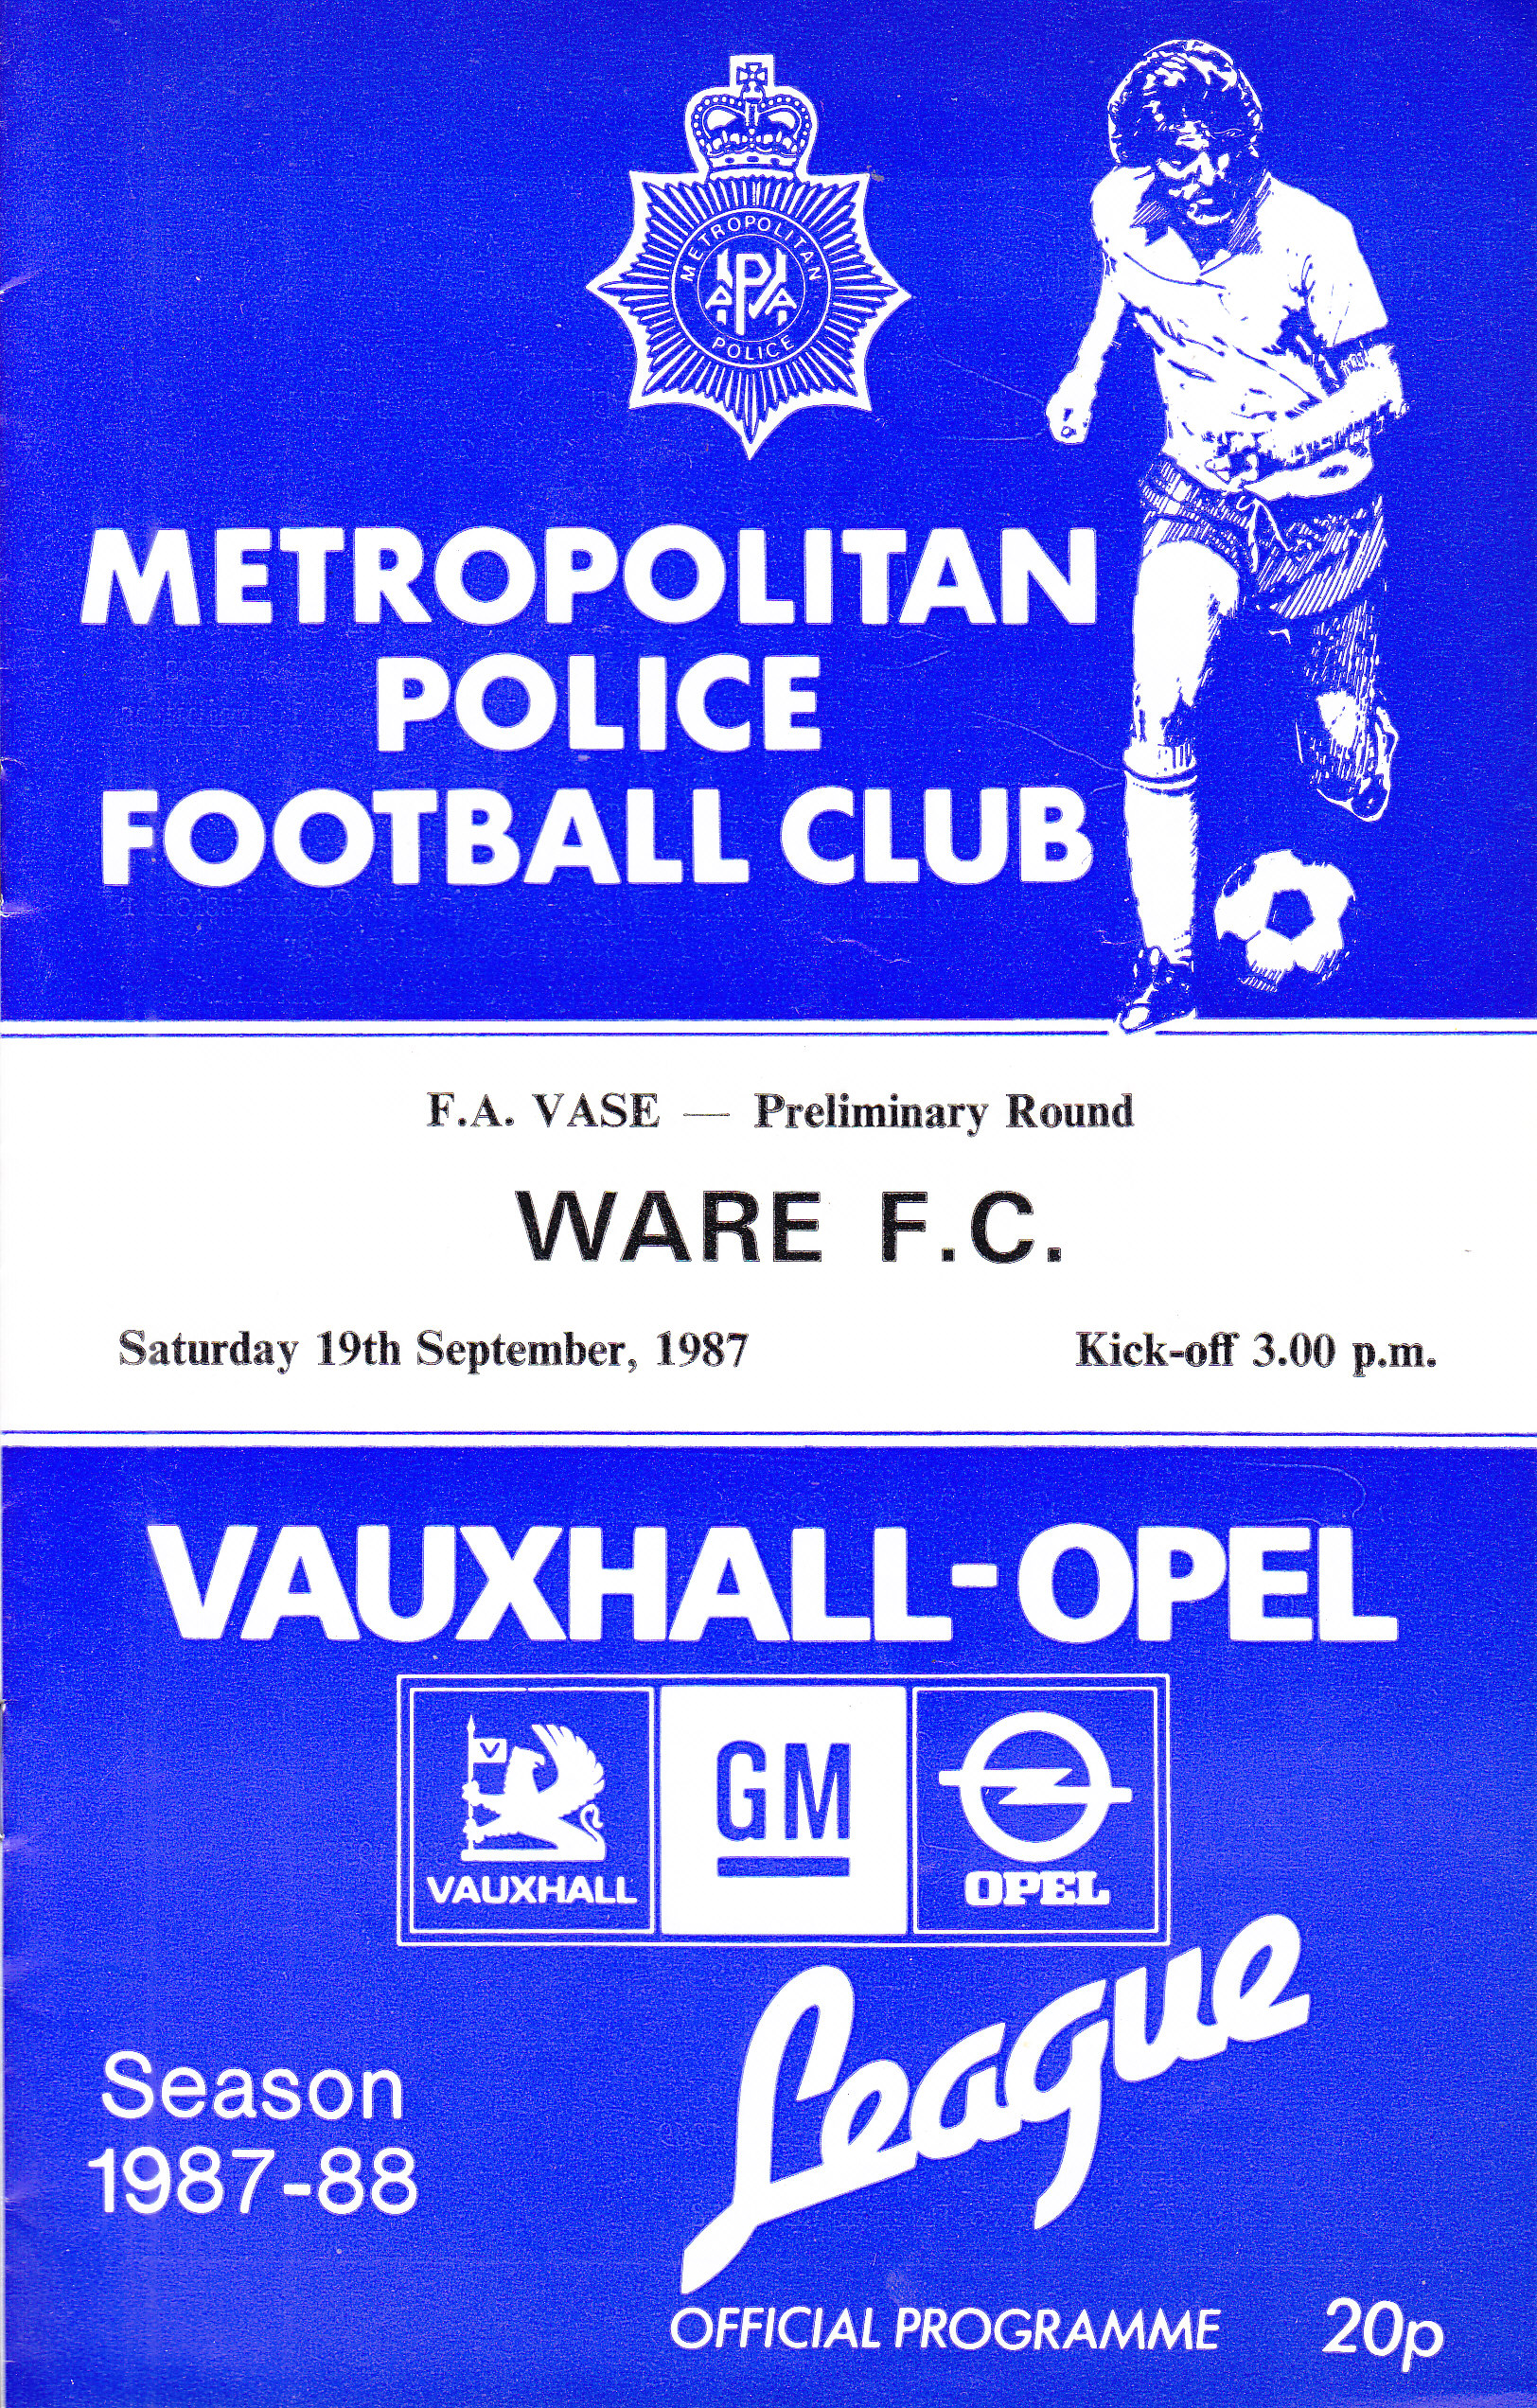 METROPOLITAN
APA
POLICE
METROPOLITAN
POLICE
FOOTBALL CLUB
F.A. VASE — Preliminary Round
WARE F.C.
Saturday 19th September, 1987 Kick-off 3.00 p.m.
VAUXHALL-OPEL
V
VAUXHALL
GM
OPEL
League
Season
1987-88
OFFICIAL PROGRAMME 20p